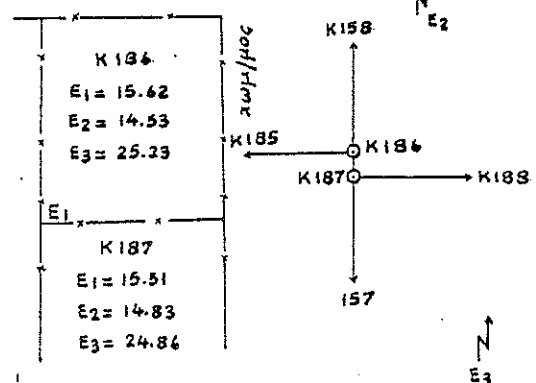 E2
K158
K186
E1 = 15.62
E2 = 14.53
E3 = 25.23
K185
K186
K187
K188
E1
K187
E1 = 15.51
E2 = 14.83
E3 = 24.86
157
E3